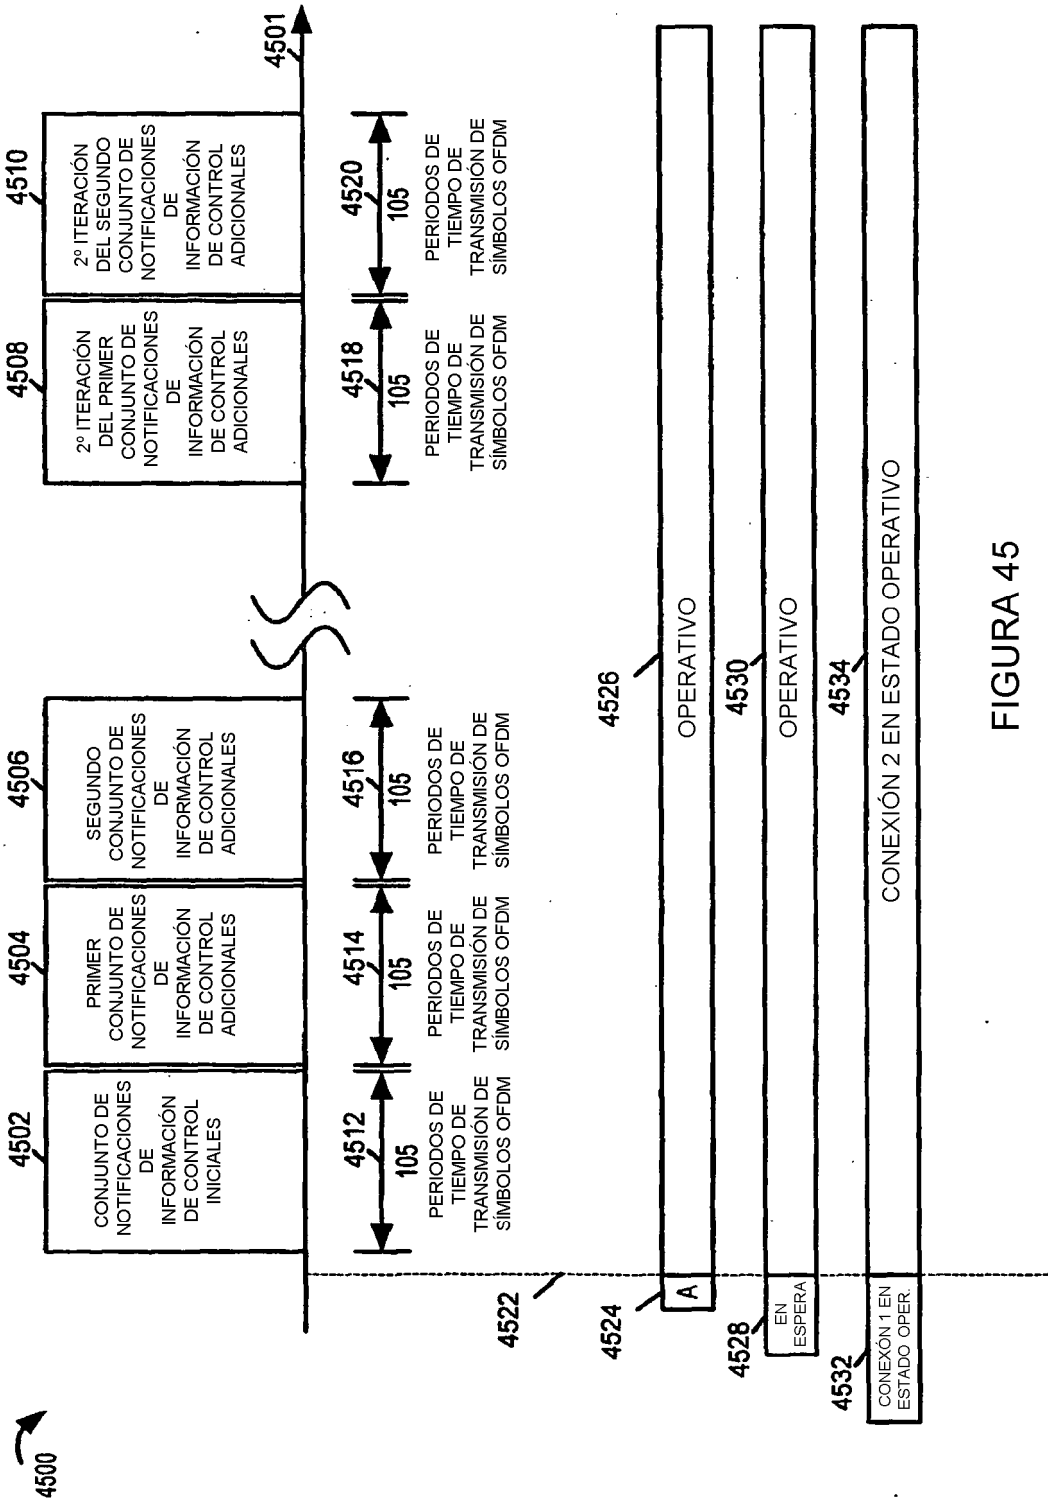 4500
4502
CONJUNTO DE
NOTIFICACIONES
DE
INFORMACIÓN
DE CONTROL
INICIALES
4504
PRIMER
CONJUNTO DE
NOTIFICACIONES
DE
INFORMACIÓN
DE CONTROL
ADICIONALES
4506
SEGUNDO
CONJUNTO DE
NOTIFICACIONES
DE
INFORMACIÓN
DE CONTROL
ADICIONALES
4508
2º ITERACIÓN
DEL PRIMER
CONJUNTO DE
NOTIFICACIONES
DE
INFORMACIÓN
DE CONTROL
ADICIONALES
4510
2º ITERACIÓN
DEL SEGUNDO
CONJUNTO DE
NOTIFICACIONES
DE
INFORMACIÓN
DE CONTROL
ADICIONALES
4501
4512
105
PERIODOS DE
TIEMPO DE
TRANSMISIÓN DE
SÍMBOLOS OFDM
4514
105
PERIODOS DE
TIEMPO DE
TRANSMISIÓN DE
SÍMBOLOS OFDM
4516
105
PERIODOS DE
TIEMPO DE
TRANSMISIÓN DE
SÍMBOLOS OFDM
4518
105
PERIODOS DE
TIEMPO DE
TRANSMISIÓN DE
SÍMBOLOS OFDM
4520
105
PERIODOS DE
TIEMPO DE
TRANSMISIÓN DE
SÍMBOLOS OFDM
4522
4524
A
4526
OPERATIVO
4528
EN
ESPERA
4530
OPERATIVO
4532
CONEXÓN 1 EN
ESTADO OPER.
4534
CONEXIÓN 2 EN ESTADO OPERATIVO
FIGURA 45